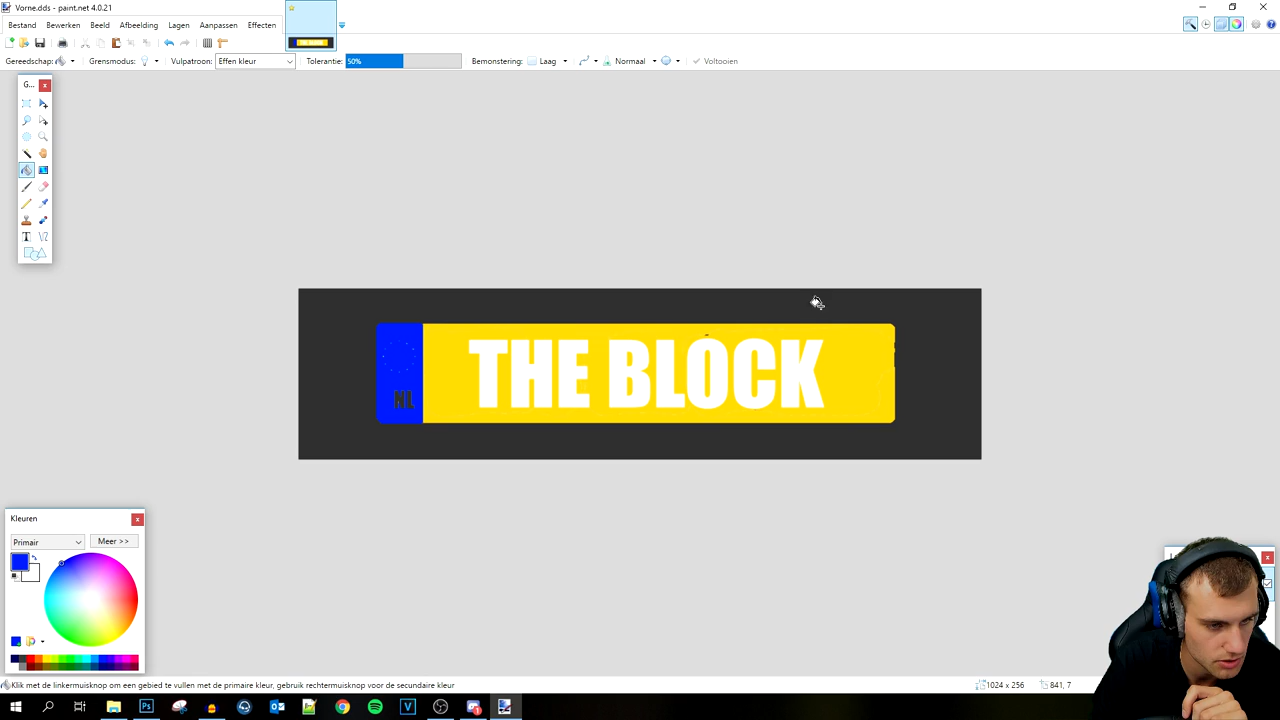 Vorne.dds - paint.net 4.0.21
Bestand Bewerken Beeld Afbeelding Lagen Aanpassen Effecten
Gereedschap: Grensmodus: Vulpatroon: Effen kleur Tolerantie: 50% Bemonstering: Laag Normaal Voltooien
G...
THE BLOCK
NL
Kleuren
Primair Meer >>
Klik met de linkermuisknop om een gebied te vullen met de primaire kleur, gebruik rechtermuisknop voor de secundaire kleur
1024 x 256 841, 7